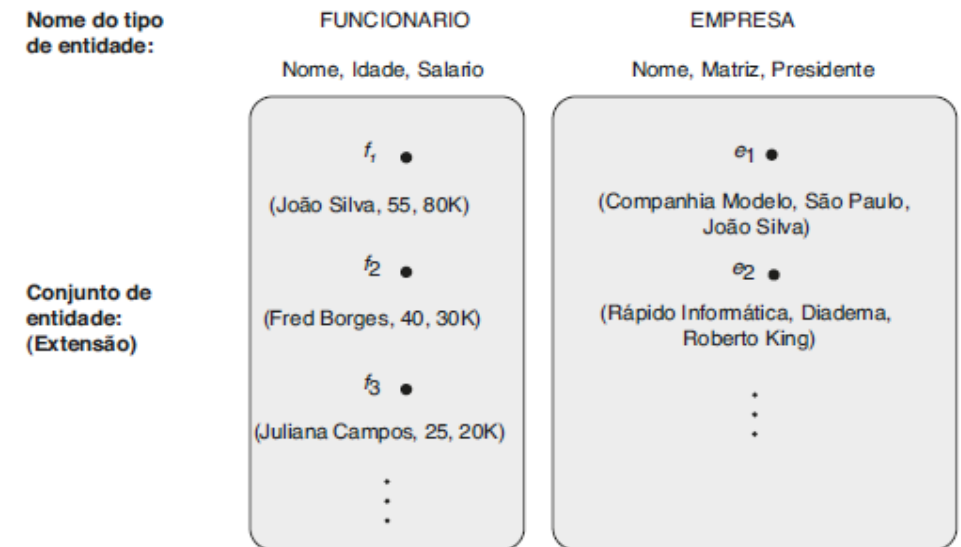 Nome do tipo
de entidade:
FUNCIONARIO
EMPRESA
Nome, Idade, Salario
Nome, Matriz, Presidente
Conjunto de
entidade:
(Extensão)
f1
(João Silva, 55, 80K)
f2
(Fred Borges, 40, 30K)
f3
(Juliana Campos, 25, 20K)
e1
(Companhia Modelo, São Paulo,
João Silva)
e2
(Rápido Informática, Diadema,
Roberto King)